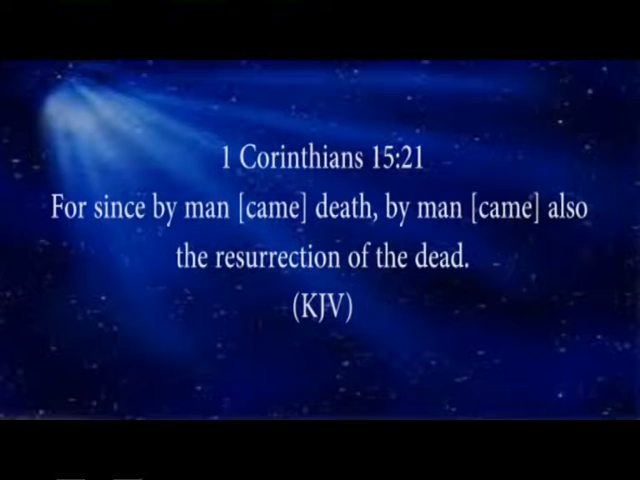 1 Corinthians 15:21
For since by man [came] death, by man [came] also
the resurrection of the dead.
(KJV)